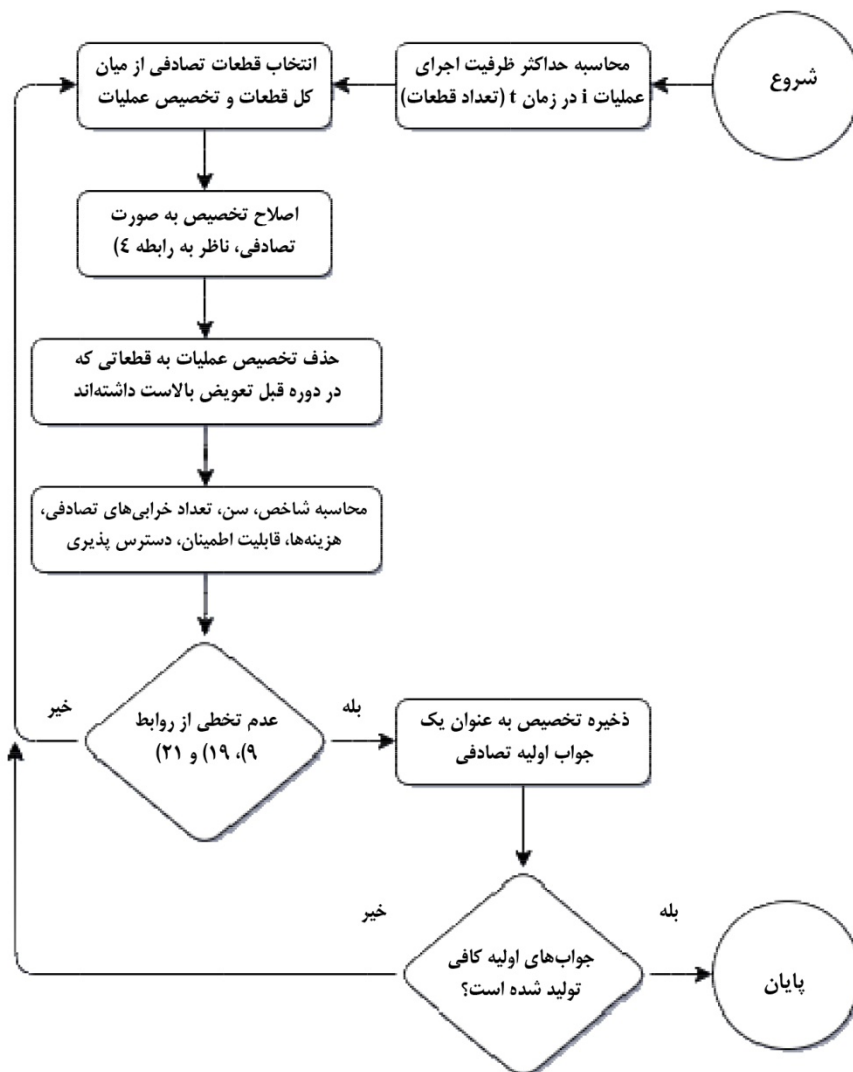 شروع
محاسبه حداکثر ظرفیت اجرای
عملیات i در زمان t (تعداد قطعات)
انتخاب قطعات تصادفی از میان
کل قطعات و تخصیص عملیات
اصلاح تخصیص به صورت
تصادفی، ناظر به رابطه ٤)
حذف تخصیص عملیات به قطعاتی که
در دوره قبل تعویض بالاست داشته‌اند
محاسبه شاخص، سن، تعداد خرابی‌های تصادفی،
هزینه‌ها، قابلیت اطمینان، دسترس پذیری
عدم تخطی از روابط
۹)، ۱۹) و ۲۱)
خیر
بله
ذخیره تخصیص به عنوان یک
جواب اولیه تصادفی
جواب‌های اولیه کافی
تولید شده است؟
خیر
بله
پایان